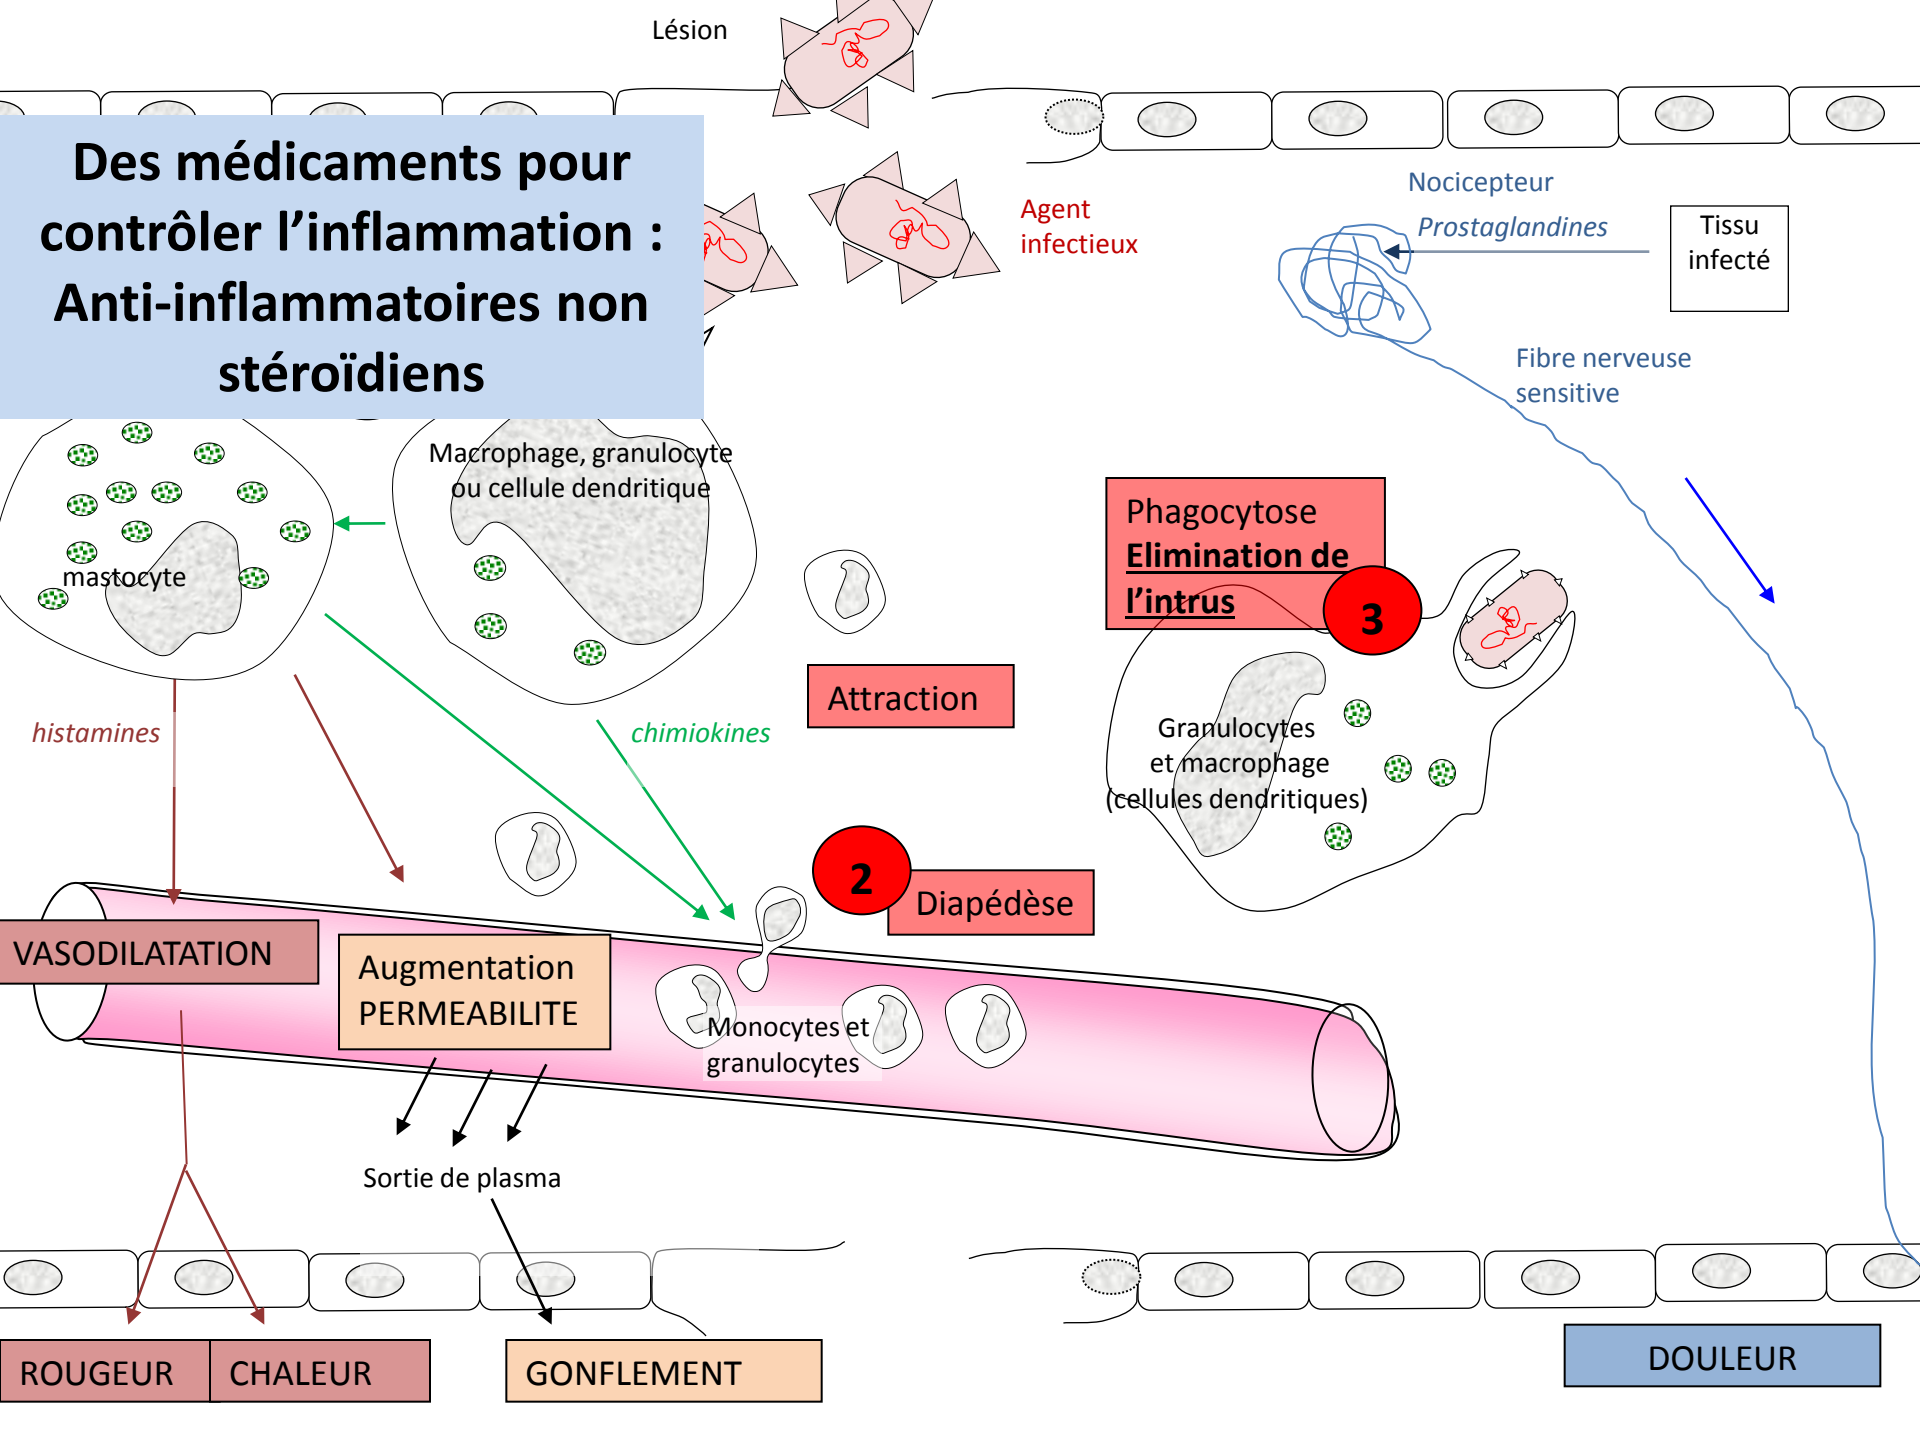 Lésion
Des médicaments pour
contrôler l’inflammation :
Anti-inflammatoires non
stéroïdiens
Agent
infectieux
Nocicepteur
Prostaglandines
Tissu
infecté
Fibre nerveuse
sensitive
Macrophage, granulocyte
ou cellule dendritique
mastocyte
Phagocytose
Elimination de
l’intrus
3
Attraction
histamines
chimiokines
Granulocytes
et macrophage
(cellules dendritiques)
2
Diapédèse
VASODILATATION
Augmentation
PERMEABILITE
Monocytes et
granulocytes
Sortie de plasma
ROUGEUR
CHALEUR
GONFLEMENT
DOULEUR